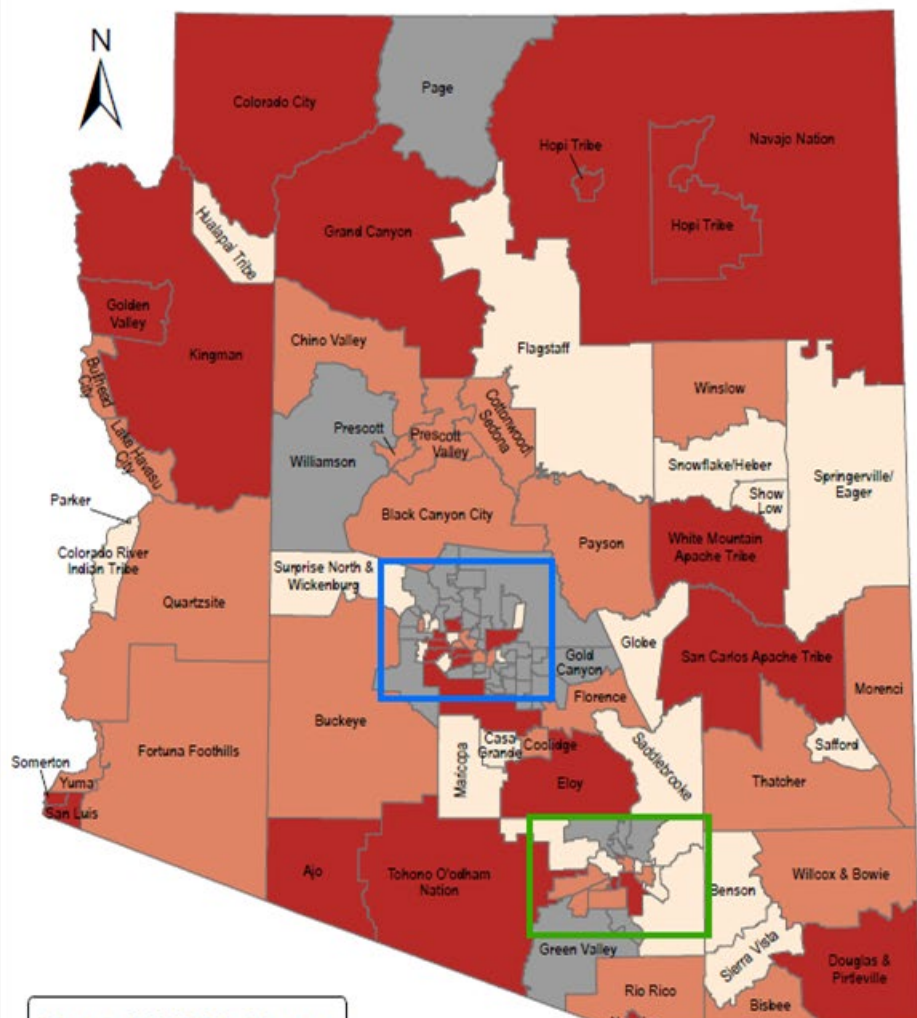 N
Colorado City
Page
Hopi Tribe
Navajo Nation
Hualapai Tribe
Grand Canyon
Hopi Tribe
Golden
Valley
Kingman
Chino Valley
Flagstaff
Bullhead
City
Winslow
Cottonwood/
Sedona
Prescott
Prescott
Valley
Williamson
Lake Havasu
City
Snowflake/Heber
Springerville/
Eager
Show
Low
Parker
Black Canyon City
Payson
White Mountain
Apache Tribe
Colorado River
Indian Tribe
Surprise North &
Wickenburg
Quartzsite
Globe
San Carlos Apache Tribe
Gold
Canyon
Morenci
Florence
Buckeye
Fortuna Foothills
Casa
Grande
Coolidge
Safford
Somerton
Yuma
Maricopa
Saddlebrooke
Eloy
Thatcher
San Luis
Ajo
Tohono O'odham
Nation
Benson
Willcox & Bowie
Green Valley
Sierra Vista
Douglas &
Pirtleville
Rio Rico
Bisbee